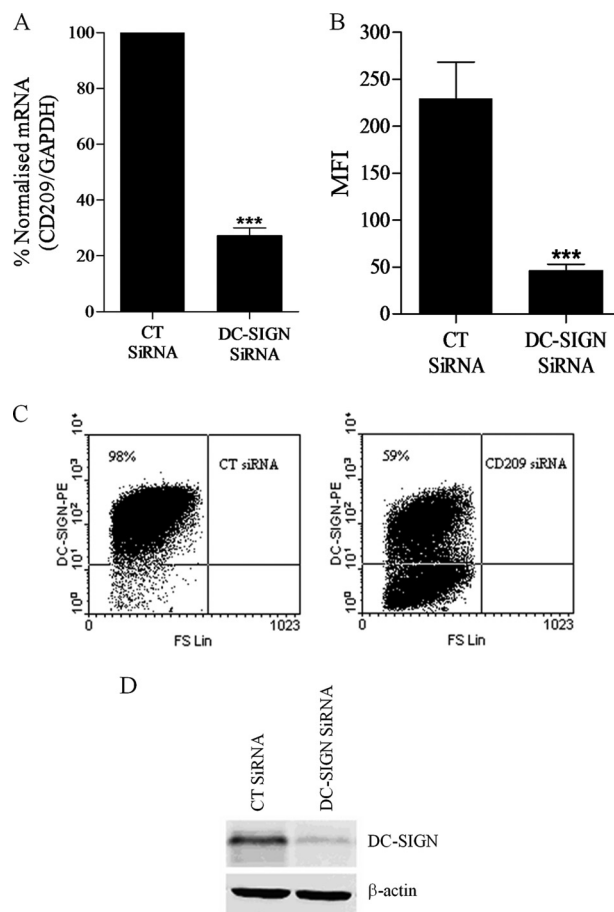 A
% Normalised mRNA
(CD209/GAPDH)
100
80
60
40
20
0
***
CT
SiRNA
DC-SIGN
SiRNA
B
MFI
300
250
200
150
100
50
0
***
CT
SiRNA
DC-SIGN
SiRNA
C
DC-SIGN-PE
10⁴
10³
10²
10¹
10⁰
98%
CT siRNA
0
1023
FS Lin
DC-SIGN-PE
10⁴
10³
10²
10¹
10⁰
59%
CD209 siRNA
0
1023
FS Lin
D
CT SiRNA
DC-SIGN SiRNA
DC-SIGN
β-actin